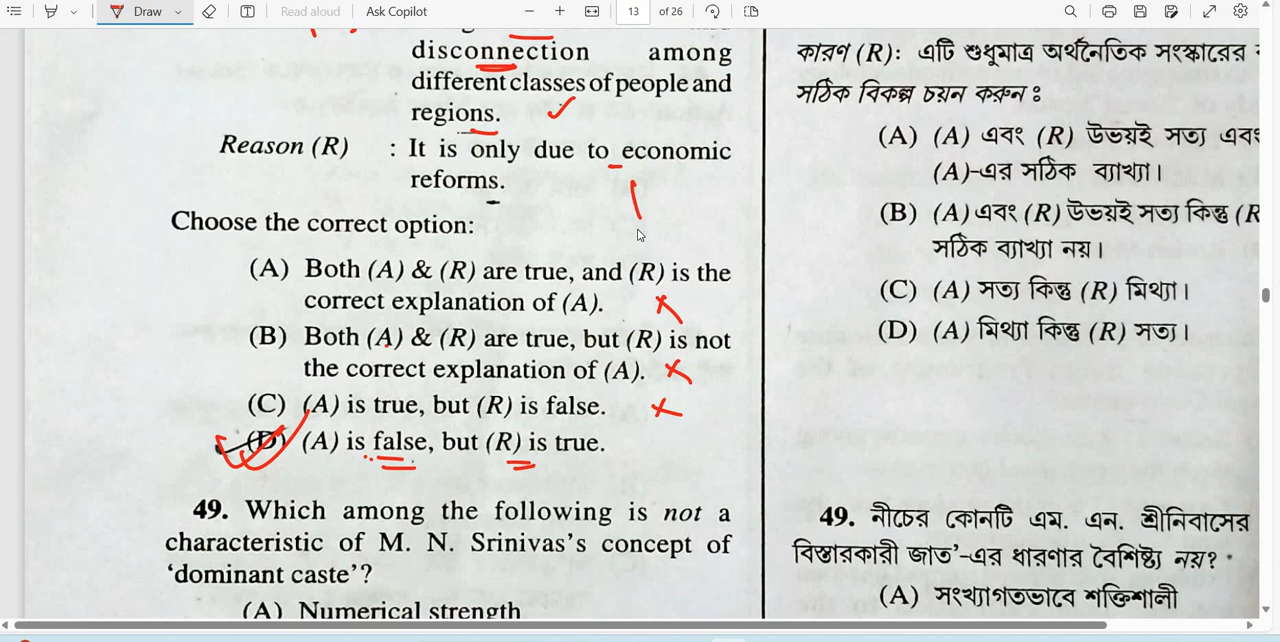 Draw
Read aloud
Ask Copilot
13 of 26
disconnection among
different classes of people and
regions.
Reason (R) : It is only due to economic
reforms.
Choose the correct option:
(A) Both (A) & (R) are true, and (R) is the
correct explanation of (A).
(B) Both (A) & (R) are true, but (R) is not
the correct explanation of (A).
(C) (A) is true, but (R) is false.
(D) (A) is false, but (R) is true.
49. Which among the following is not a
characteristic of M. N. Srinivas's concept of
'dominant caste'?
(A) Numerical strength
কারণ (R): এটি শুধুমাত্র অর্থনৈতিক সংস্কারের
সঠিক বিকল্প চয়ন করুন :
(A) (A) এবং (R) উভয়ই সত্য এবং
(A)-এর সঠিক ব্যাখ্যা।
(B) (A) এবং (R) উভয়ই সত্য কিন্তু (R
সঠিক ব্যাখ্যা নয়।
(C) (A) সত্য কিন্তু (R) মিথ্যা।
(D) (A) মিথ্যা কিন্তু (R) সত্য।
49. নীচের কোনটি এম. এন. শ্রীনিবাসের
বিস্তারকারী জাত'-এর ধারণার বৈশিষ্ট্য নয়?
(A) সংখ্যাগতভাবে শক্তিশালী